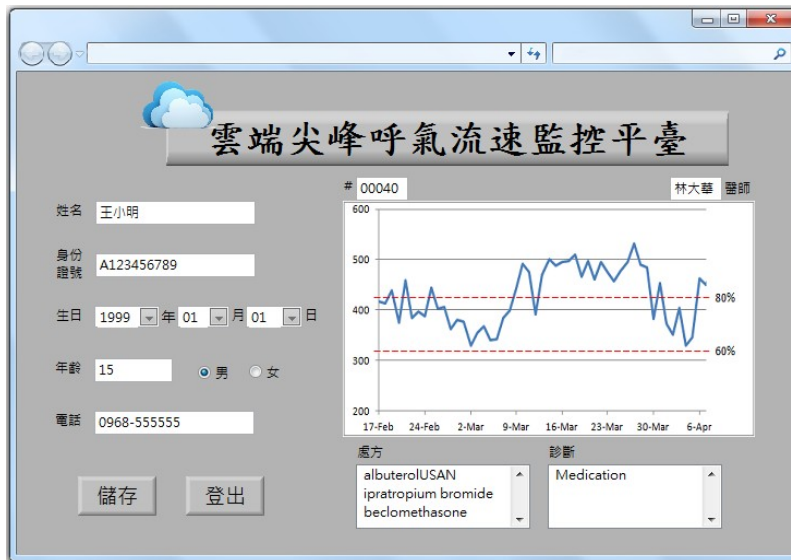 雲端尖峰呼氣流速監控平臺
# 00040 林大華 醫師
姓名 王小明
身份
證號 A123456789
生日 1999 年 01 月 01 日
年齡 15 男 女
電話 0968-555555
儲存 登出
600
500
400
300
200
80%
60%
17-Feb 24-Feb 2-Mar 9-Mar 16-Mar 23-Mar 30-Mar 6-Apr
處方 診斷
albuterolUSAN Medication
ipratropium bromide
beclomethasone